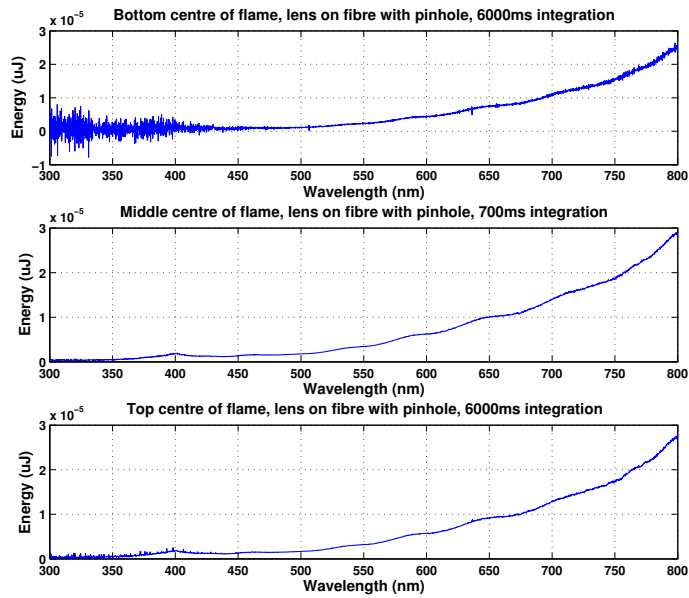 Bottom centre of flame, lens on fibre with pinhole, 6000ms integration
x 10⁻⁵
3
2
1
0
−1
Energy (uJ)
300 350 400 450 500 550 600 650 700 750 800
Wavelength (nm)
Middle centre of flame, lens on fibre with pinhole, 700ms integration
x 10⁻⁵
3
2
1
0
Energy (uJ)
300 350 400 450 500 550 600 650 700 750 800
Wavelength (nm)
Top centre of flame, lens on fibre with pinhole, 6000ms integration
x 10⁻⁵
3
2
1
0
Energy (uJ)
300 350 400 450 500 550 600 650 700 750 800
Wavelength (nm)